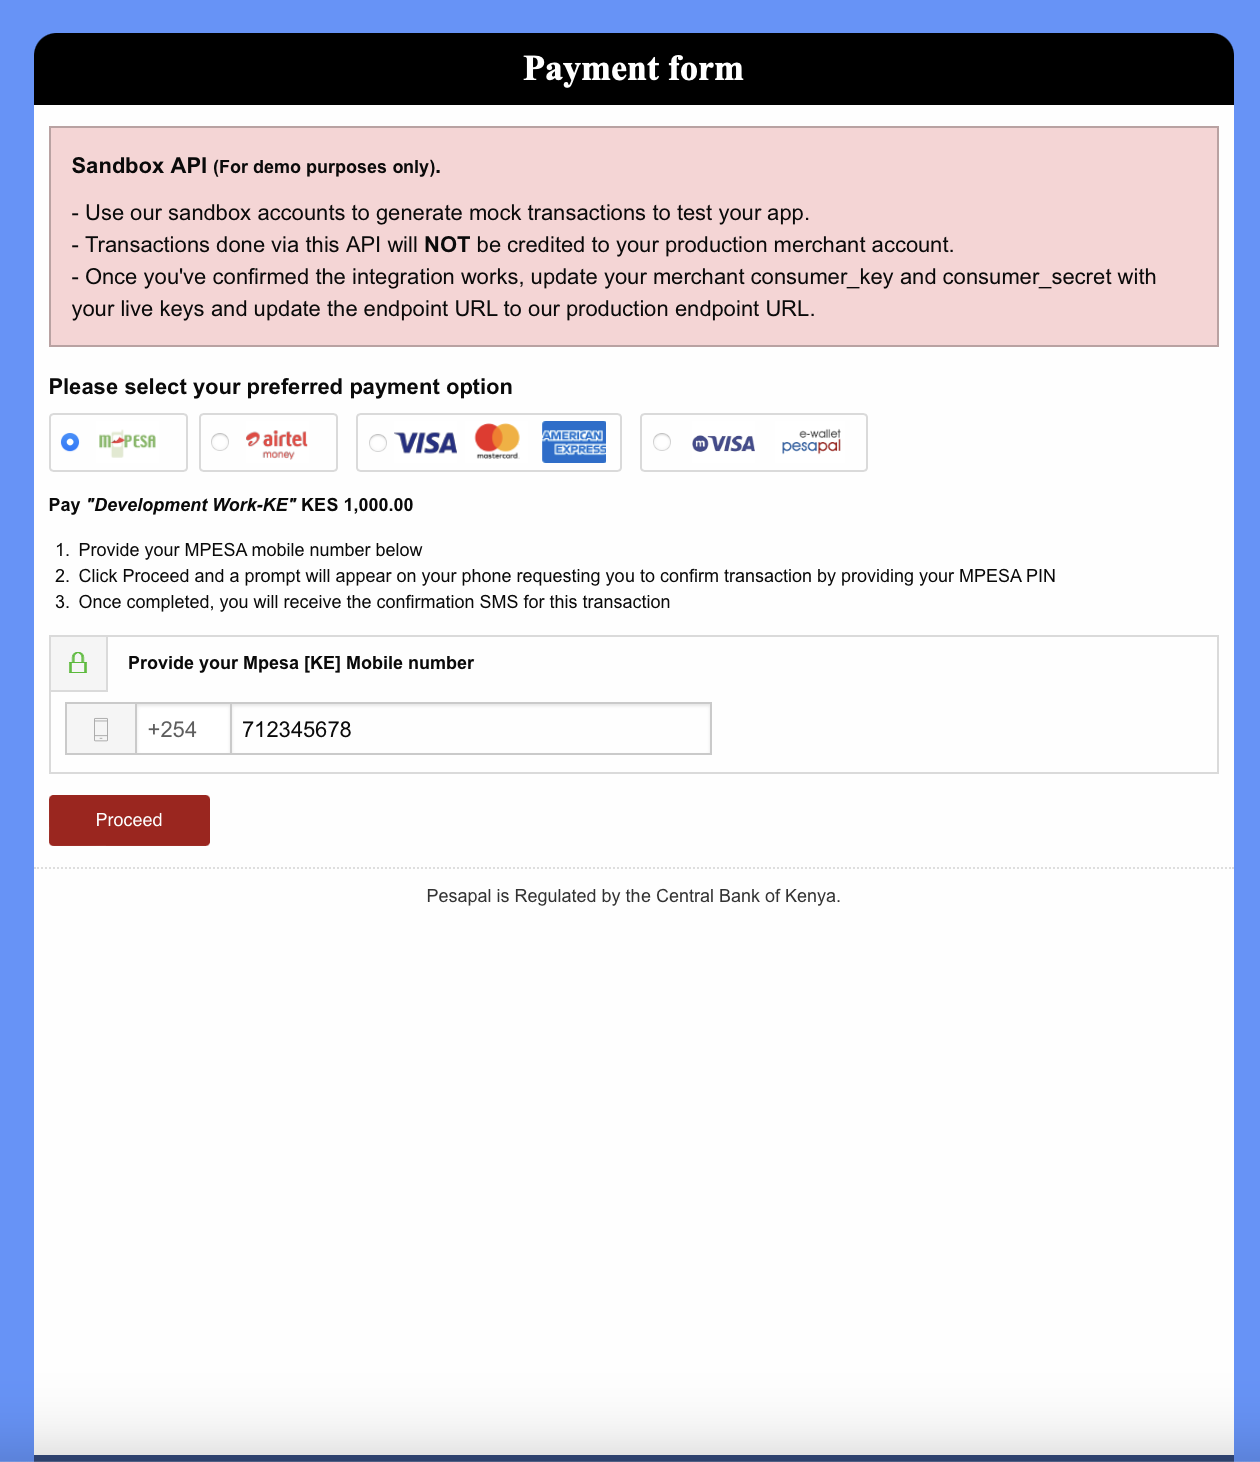 Payment form
Sandbox API (For demo purposes only).
- Use our sandbox accounts to generate mock transactions to test your app.
- Transactions done via this API will NOT be credited to your production merchant account.
- Once you've confirmed the integration works, update your merchant consumer_key and consumer_secret with
your live keys and update the endpoint URL to our production endpoint URL.
Please select your preferred payment option
M-PESA
airtel
money
VISA
mastercard
AMERICAN
EXPRESS
mVISA
e-wallet
pesapal
Pay "Development Work-KE" KES 1,000.00
1. Provide your MPESA mobile number below
2. Click Proceed and a prompt will appear on your phone requesting you to confirm transaction by providing your MPESA PIN
3. Once completed, you will receive the confirmation SMS for this transaction
Provide your Mpesa [KE] Mobile number
+254 712345678
Proceed
Pesapal is Regulated by the Central Bank of Kenya.